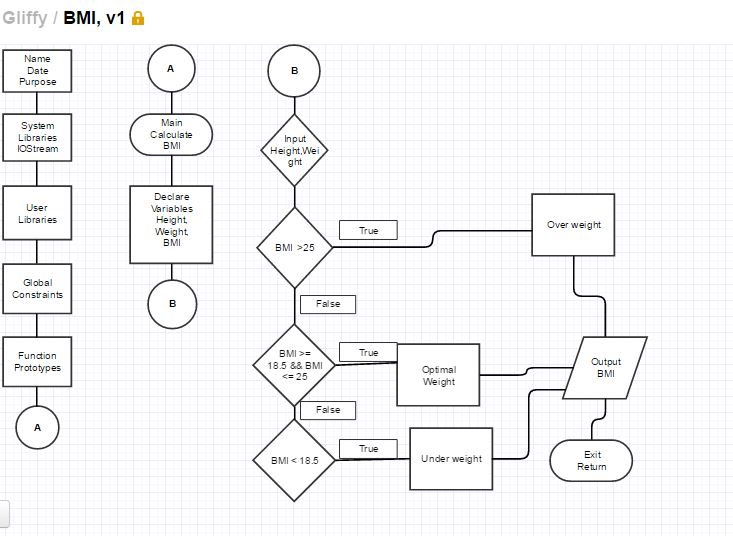 Gliffy / BMI, v1
Name
Date
Purpose
System
Libraries
IOStream
User
Libraries
Global
Constraints
Function
Prototypes
A
A
Main
Calculate
BMI
Declare
Variables
Height,
Weight,
BMI
B
B
Input
Height,Wei
ght
BMI >25
True
Over weight
False
BMI >=
18.5 && BMI
<= 25
True
Optimal
Weight
False
BMI < 18.5
True
Under weight
Output
BMI
Exit
Return